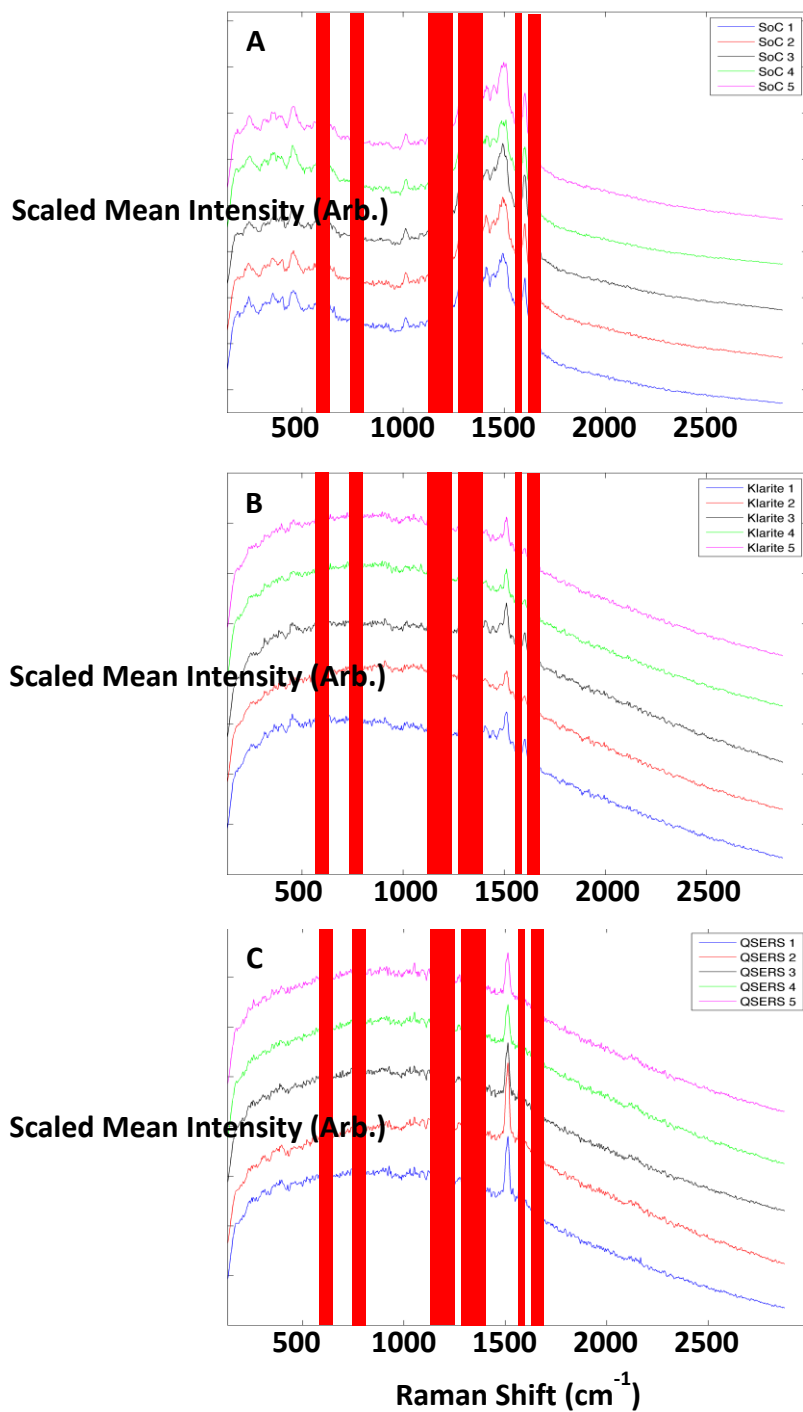 A
SoC 1
SoC 2
SoC 3
SoC 4
SoC 5
Scaled Mean Intensity (Arb.)
500 1000 1500 2000 2500
B
Klarite 1
Klarite 2
Klarite 3
Klarite 4
Klarite 5
Scaled Mean Intensity (Arb.)
500 1000 1500 2000 2500
C
QSERS 1
QSERS 2
QSERS 3
QSERS 4
QSERS 5
Scaled Mean Intensity (Arb.)
500 1000 1500 2000 2500
Raman Shift (cm⁻¹)